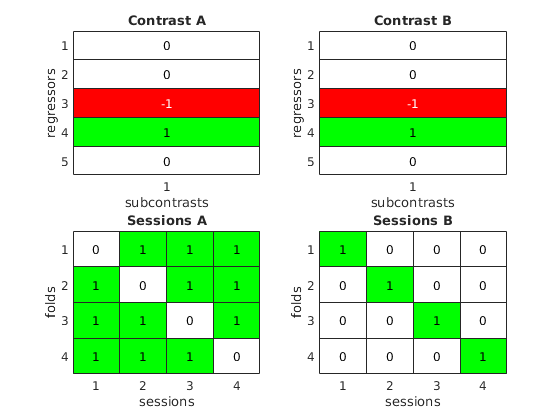 Contrast A
1 0
2 0
3 -1
4 1
5 0
regressors
1
subcontrasts
Contrast B
1 0
2 0
3 -1
4 1
5 0
regressors
1
subcontrasts
Sessions A
1 0 1 1 1
2 1 0 1 1
3 1 1 0 1
4 1 1 1 0
folds
1 2 3 4
sessions
Sessions B
1 1 0 0 0
2 0 1 0 0
3 0 0 1 0
4 0 0 0 1
folds
1 2 3 4
sessions